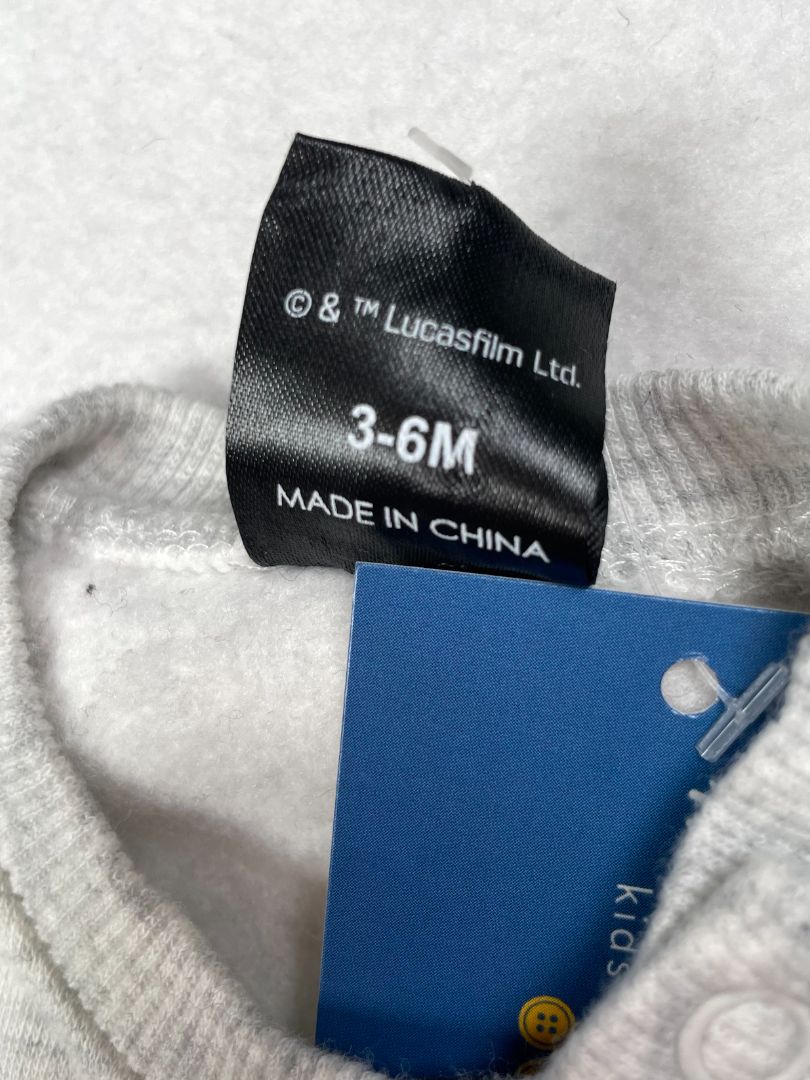 © & ™ Lucasfilm Ltd.
3-6M
MADE IN CHINA
kids